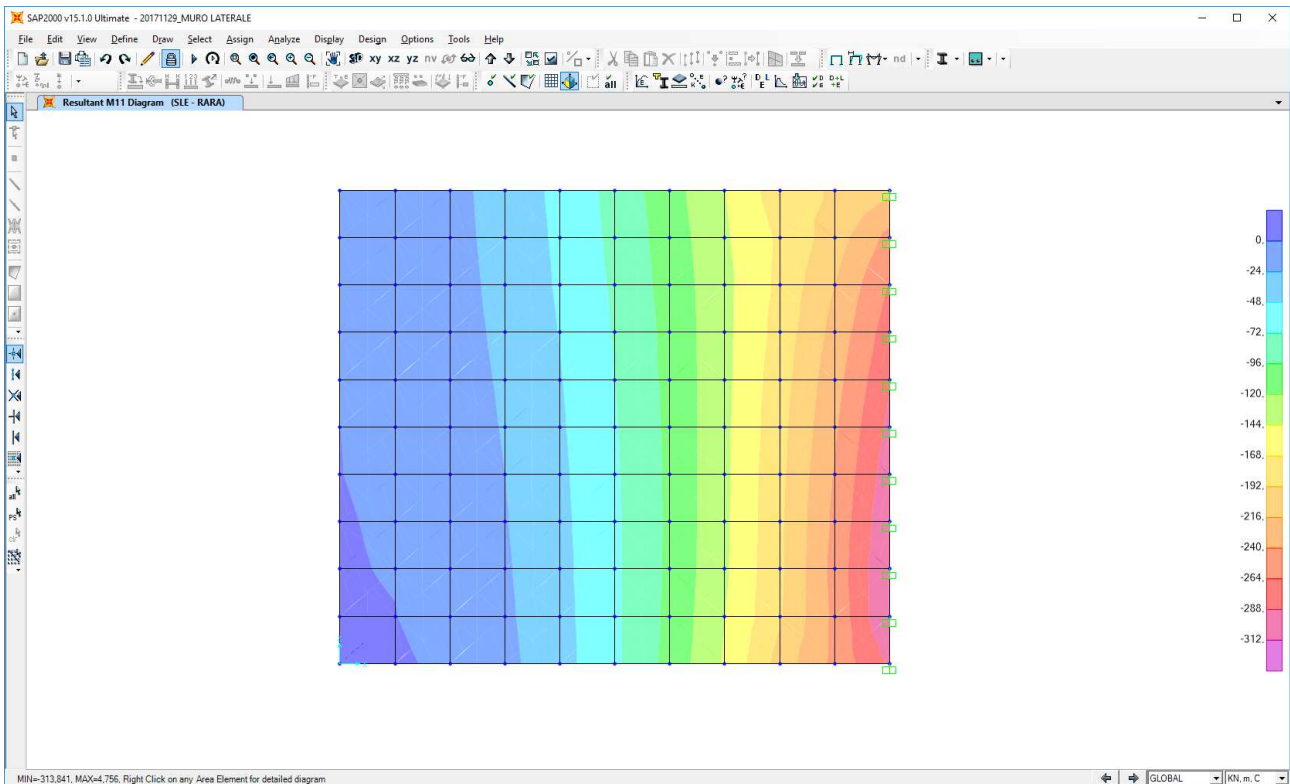 SAP2000 v15.1.0 Ultimate - 20171129_MURO LATERALE
File Edit View Define Draw Select Assign Analyze Display Design Options Tools Help
xy xz yz nv nd
all
Resultant M11 Diagram (SLE - RARA)
0,
-24,
-48,
-72,
-96,
-120,
-144,
-168,
-192,
-216,
-240,
-264,
-288,
-312,
all
PS
MIN=-313,841, MAX=4,756, Right Click on any Area Element for detailed diagram
GLOBAL
KN, m, C